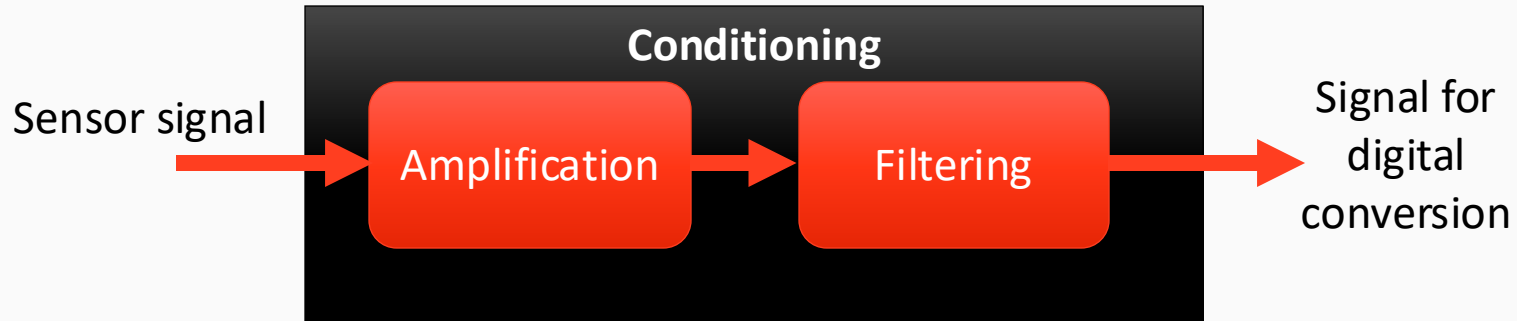 Conditioning
Sensor signal
Amplification
Filtering
Signal for
digital
conversion